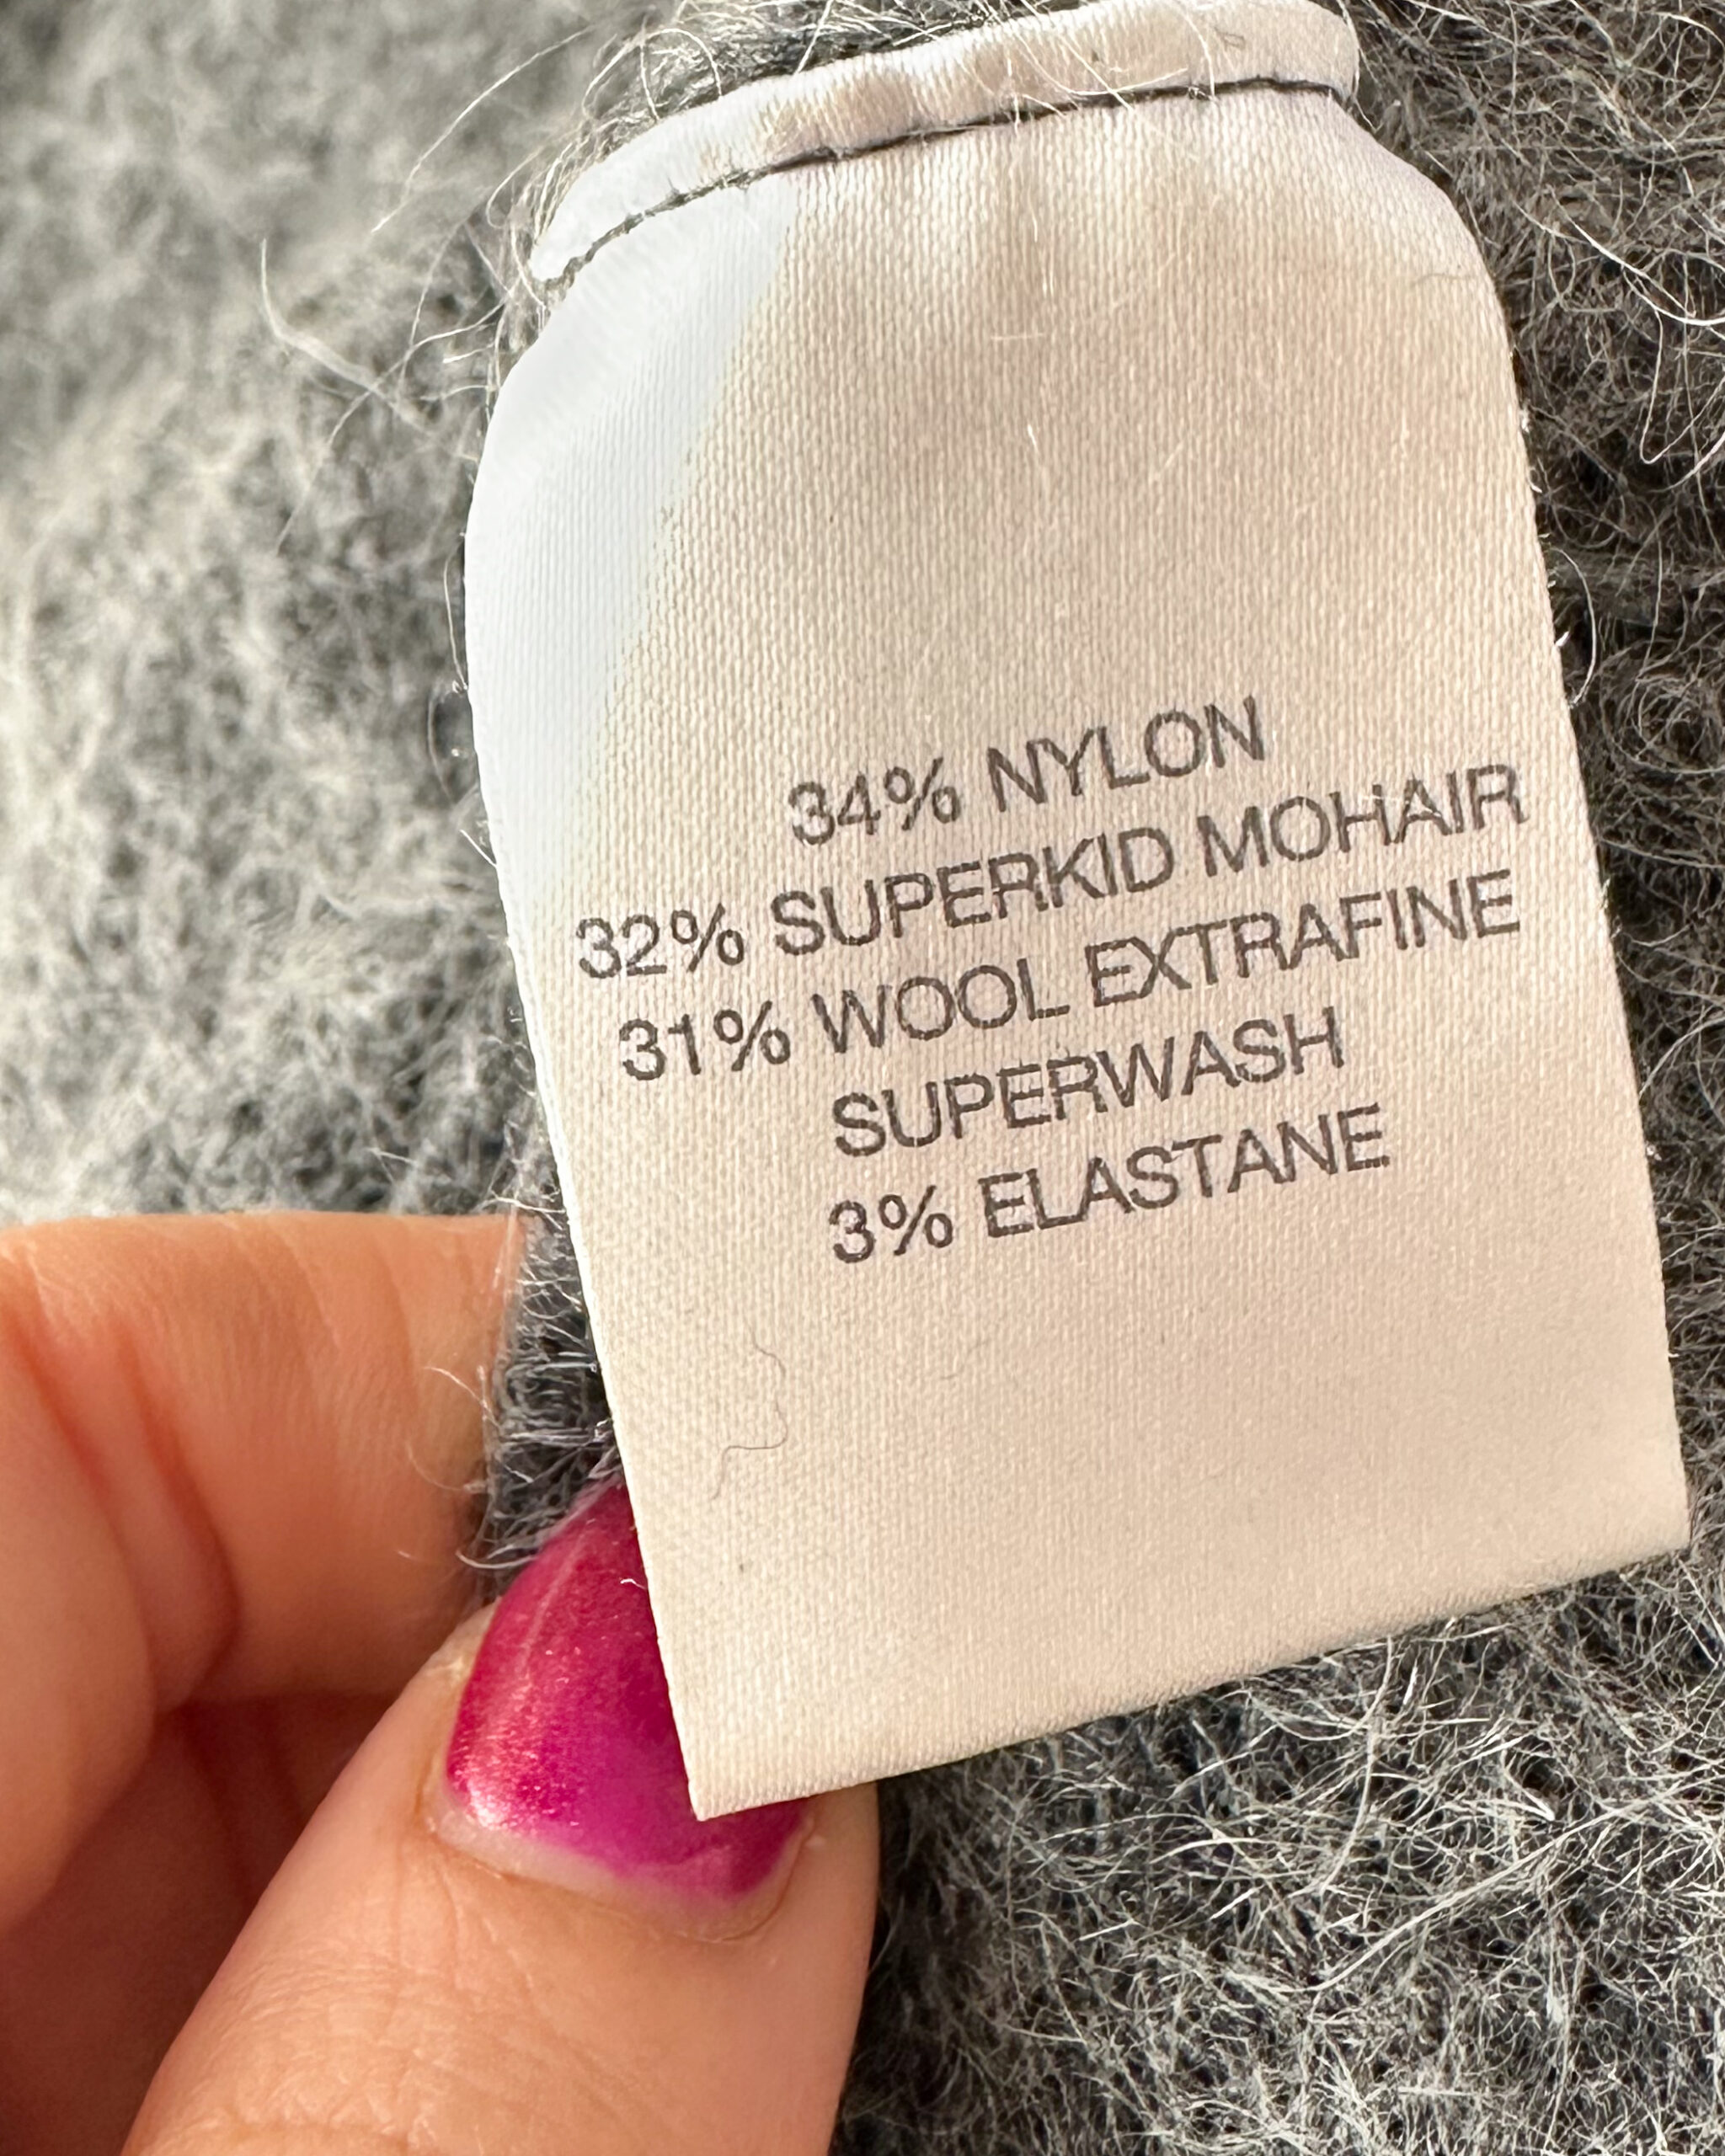 34% NYLON
32% SUPERKID MOHAIR
31% WOOL EXTRAFINE
SUPERWASH
3% ELASTANE